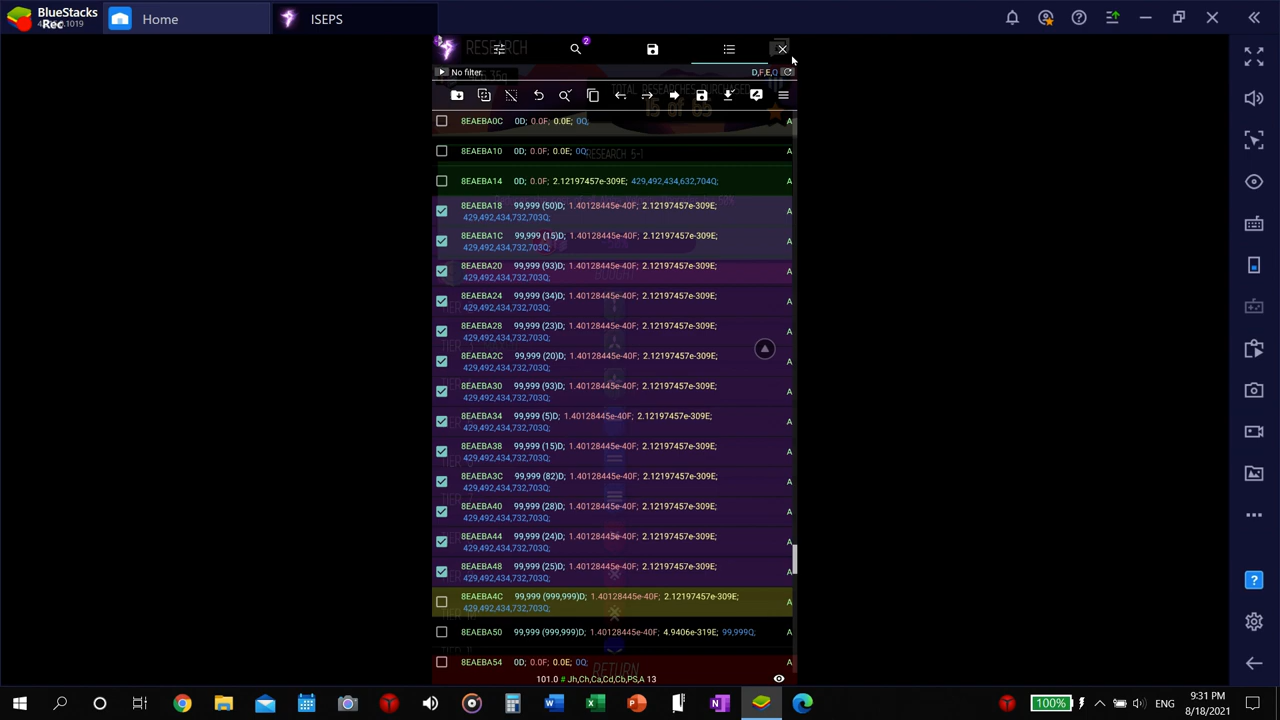 BlueStacks
Rec
Home
ISEPS
RESEARCH
2
No filter.
D,F,E,Q
TOTAL RESEARCHES PURCHASED
15 of 65
8EAEBA0C 0D; 0.0F; 0.0E; 0Q; A
8EAEBA10 0D; 0.0F; 0.0E; 0Q; A
RESEARCH 5-1
8EAEBA14 0D; 0.0F; 2.12197457e-309E; 429,492,434,632,704Q; A
8EAEBA18 99,999 (50)D; 1.40128445e-40F; 2.12197457e-309E; A
429,492,434,732,703Q;
8EAEBA1C 99,999 (15)D; 1.40128445e-40F; 2.12197457e-309E; A
429,492,434,732,703Q;
8EAEBA20 99,999 (93)D; 1.40128445e-40F; 2.12197457e-309E; A
429,492,434,732,703Q;
8EAEBA24 99,999 (34)D; 1.40128445e-40F; 2.12197457e-309E; A
429,492,434,732,703Q;
8EAEBA28 99,999 (23)D; 1.40128445e-40F; 2.12197457e-309E; A
429,492,434,732,703Q;
8EAEBA2C 99,999 (20)D; 1.40128445e-40F; 2.12197457e-309E; A
429,492,434,732,703Q;
8EAEBA30 99,999 (93)D; 1.40128445e-40F; 2.12197457e-309E; A
429,492,434,732,703Q;
8EAEBA34 99,999 (5)D; 1.40128445e-40F; 2.12197457e-309E; A
429,492,434,732,703Q;
8EAEBA38 99,999 (15)D; 1.40128445e-40F; 2.12197457e-309E; A
429,492,434,732,703Q;
8EAEBA3C 99,999 (82)D; 1.40128445e-40F; 2.12197457e-309E; A
429,492,434,732,703Q;
8EAEBA40 99,999 (28)D; 1.40128445e-40F; 2.12197457e-309E; A
429,492,434,732,703Q;
8EAEBA44 99,999 (24)D; 1.40128445e-40F; 2.12197457e-309E; A
429,492,434,732,703Q;
8EAEBA48 99,999 (25)D; 1.40128445e-40F; 2.12197457e-309E; A
429,492,434,732,703Q;
8EAEBA4C 99,999 (999,999)D; 1.40128445e-40F; 2.12197457e-309E; A
429,492,434,732,703Q;
8EAEBA50 99,999 (999,999)D; 1.40128445e-40F; 4.9406e-319E; 99,999Q; A
8EAEBA54 0D; 0.0F; 0.0E; 0Q; A
RETURN
101.0 # Jh,Ch,Ca,Cd,Cb,PS,A 13
100%
ENG
9:31 PM
8/18/2021